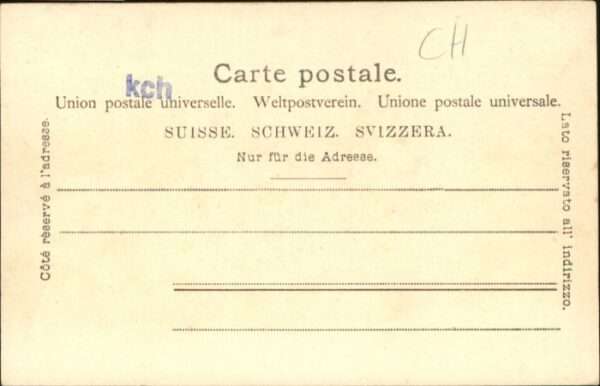 CH
Carte postale.
kch
Union postale universelle. Weltpostverein. Unione postale universale.
SUISSE. SCHWEIZ. SVIZZERA.
Nur für die Adresse.
Côté réservé à l'adresse.
Lato riservato all' indirizzo.